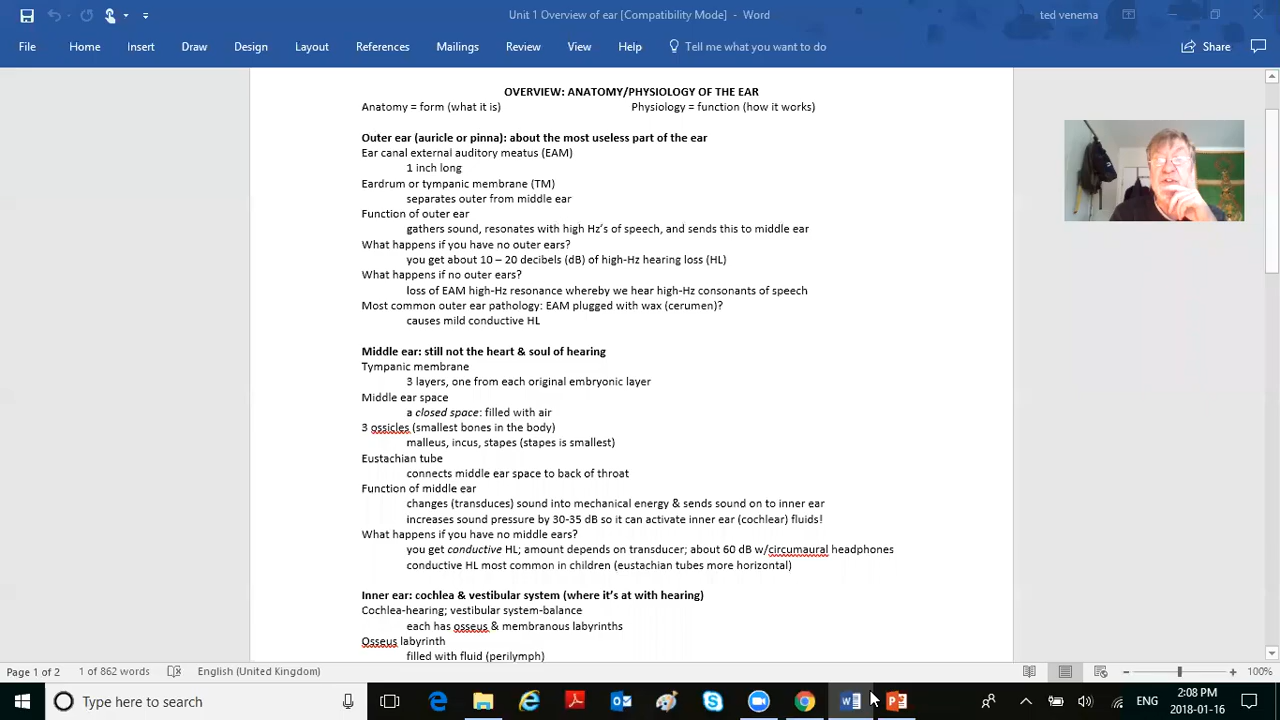 Unit 1 Overview of ear [Compatibility Mode] - Word
ted venema
File Home Insert Draw Design Layout References Mailings Review View Help Tell me what you want to do Share
OVERVIEW: ANATOMY/PHYSIOLOGY OF THE EAR
Anatomy = form (what it is) Physiology = function (how it works)
Outer ear (auricle or pinna): about the most useless part of the ear
Ear canal external auditory meatus (EAM)
1 inch long
Eardrum or tympanic membrane (TM)
separates outer from middle ear
Function of outer ear
gathers sound, resonates with high Hz's of speech, and sends this to middle ear
What happens if you have no outer ears?
you get about 10 – 20 decibels (dB) of high-Hz hearing loss (HL)
What happens if no outer ears?
loss of EAM high-Hz resonance whereby we hear high-Hz consonants of speech
Most common outer ear pathology: EAM plugged with wax (cerumen)?
causes mild conductive HL
Middle ear: still not the heart & soul of hearing
Tympanic membrane
3 layers, one from each original embryonic layer
Middle ear space
a closed space: filled with air
3 ossicles (smallest bones in the body)
malleus, incus, stapes (stapes is smallest)
Eustachian tube
connects middle ear space to back of throat
Function of middle ear
changes (transduces) sound into mechanical energy & sends sound on to inner ear
increases sound pressure by 30-35 dB so it can activate inner ear (cochlear) fluids!
What happens if you have no middle ears?
you get conductive HL; amount depends on transducer; about 60 dB w/circumaural headphones
conductive HL most common in children (eustachian tubes more horizontal)
Inner ear: cochlea & vestibular system (where it's at with hearing)
Cochlea-hearing; vestibular system-balance
each has osseus & membranous labyrinths
Osseus labyrinth
filled with fluid (perilymph)
Page 1 of 2 1 of 862 words English (United Kingdom) 100%
Type here to search
ENG
2:08 PM
2018-01-16